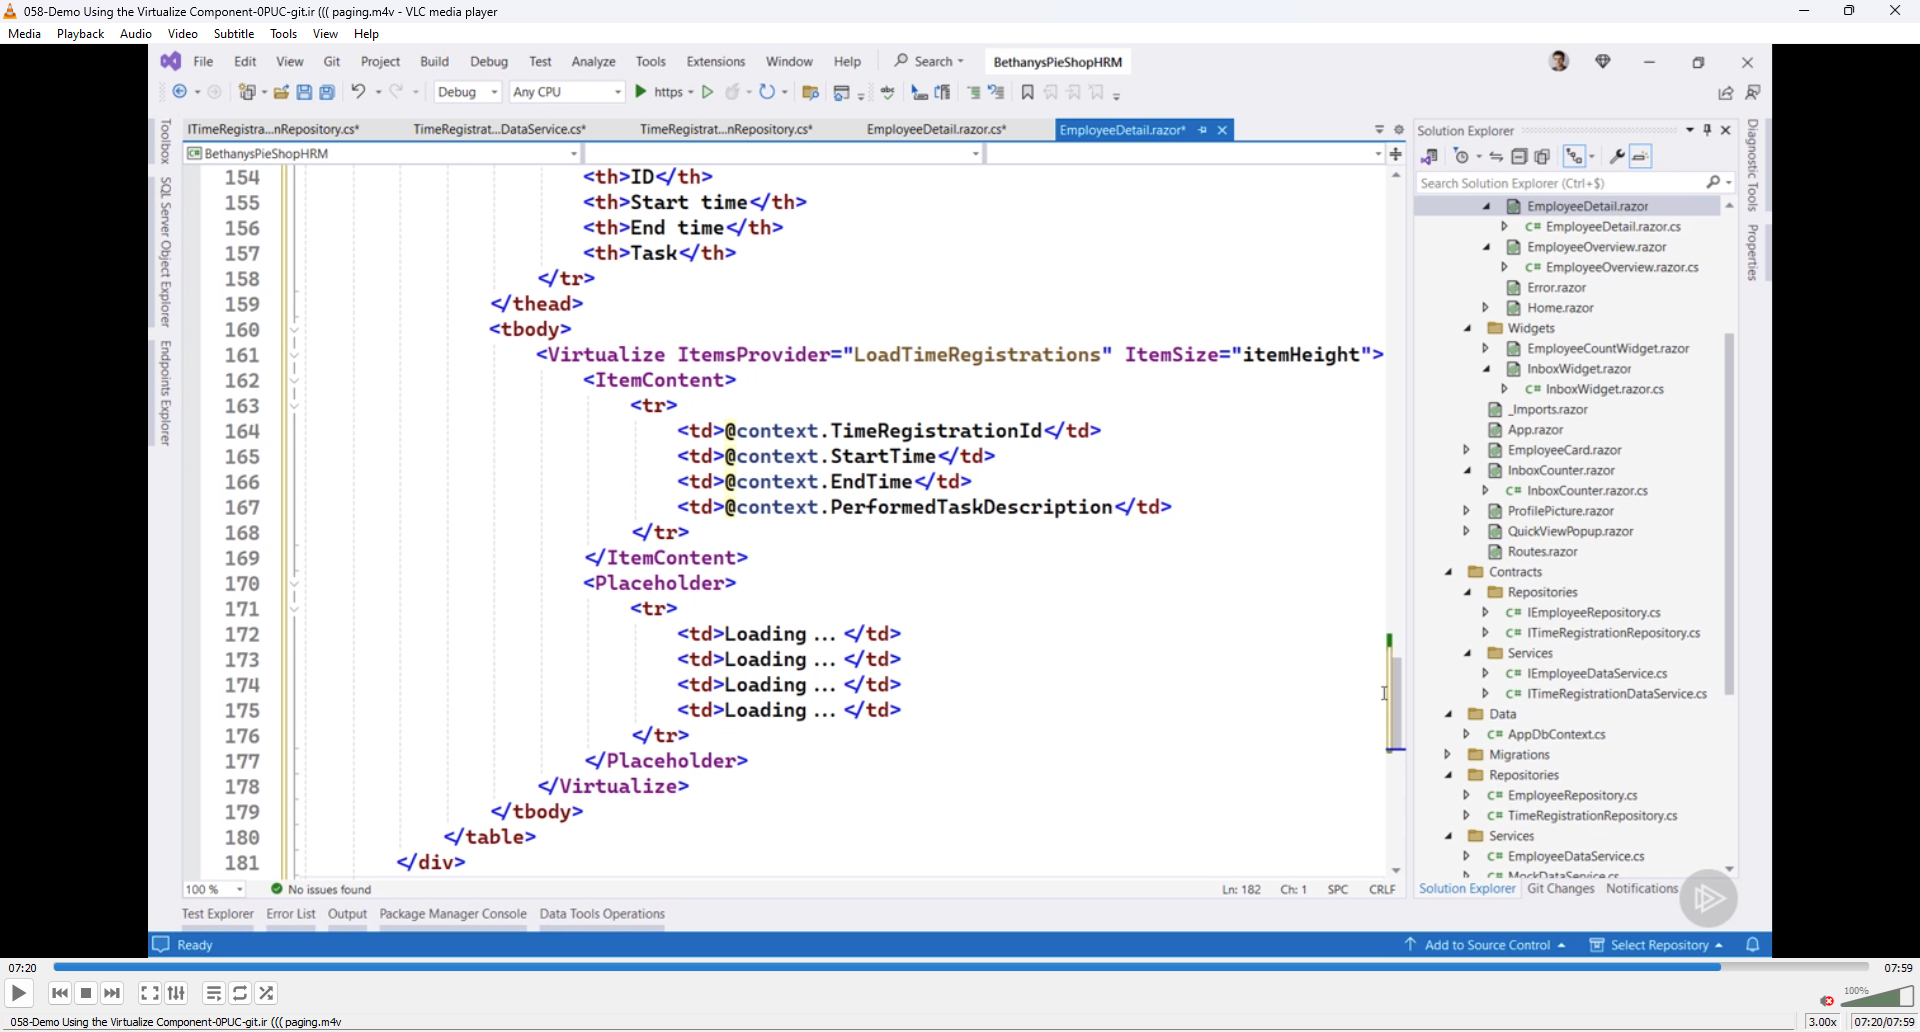 058-Demo Using the Virtualize Component-0PUC-git.ir ((( paging.m4v - VLC media player
Media Playback Audio Video Subtitle Tools View Help
File Edit View Git Project Build Debug Test Analyze Tools Extensions Window Help Search BethanysPieShopHRM
Debug Any CPU https
ITimeRegistra...nRepository.cs* TimeRegistrat...DataService.cs* TimeRegistrat...nRepository.cs* EmployeeDetail.razor.cs* EmployeeDetail.razor*
BethanysPieShopHRM
154 <th>ID</th>
155 <th>Start time</th>
156 <th>End time</th>
157 <th>Task</th>
158 </tr>
159 </thead>
160 <tbody>
161 <Virtualize ItemsProvider="LoadTimeRegistrations" ItemSize="itemHeight">
162 <ItemContent>
163 <tr>
164 <td>@context.TimeRegistrationId</td>
165 <td>@context.StartTime</td>
166 <td>@context.EndTime</td>
167 <td>@context.PerformedTaskDescription</td>
168 </tr>
169 </ItemContent>
170 <Placeholder>
171 <tr>
172 <td>Loading ... </td>
173 <td>Loading ... </td>
174 <td>Loading ... </td>
175 <td>Loading ... </td>
176 </tr>
177 </Placeholder>
178 </Virtualize>
179 </tbody>
180 </table>
181 </div>
100 % No issues found Ln: 182 Ch: 1 SPC CRLF
Toolbox
SQL Server Object Explorer
Endpoints Explorer
Solution Explorer
Search Solution Explorer (Ctrl+$)
EmployeeDetail.razor
C# EmployeeDetail.razor.cs
EmployeeOverview.razor
C# EmployeeOverview.razor.cs
Error.razor
Home.razor
Widgets
EmployeeCountWidget.razor
InboxWidget.razor
C# InboxWidget.razor.cs
_Imports.razor
App.razor
EmployeeCard.razor
InboxCounter.razor
C# InboxCounter.razor.cs
ProfilePicture.razor
QuickViewPopup.razor
Routes.razor
Contracts
Repositories
C# IEmployeeRepository.cs
C# ITimeRegistrationRepository.cs
Services
C# IEmployeeDataService.cs
C# ITimeRegistrationDataService.cs
Data
C# AppDbContext.cs
Migrations
Repositories
C# EmployeeRepository.cs
C# TimeRegistrationRepository.cs
Services
C# EmployeeDataService.cs
C# MockDataService.cs
Solution Explorer Git Changes Notifications
Diagnostic Tools
Properties
Test Explorer Error List Output Package Manager Console Data Tools Operations
Ready Add to Source Control Select Repository
07:20 07:59
100%
058-Demo Using the Virtualize Component-0PUC-git.ir ((( paging.m4v 3.00x 07:20/07:59